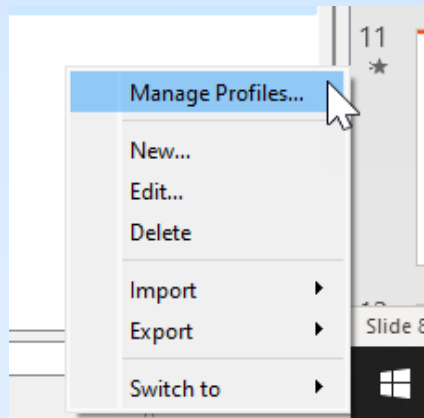 11
Manage Profiles...
New...
Edit...
Delete
Import
Export
Slide 8
Switch to